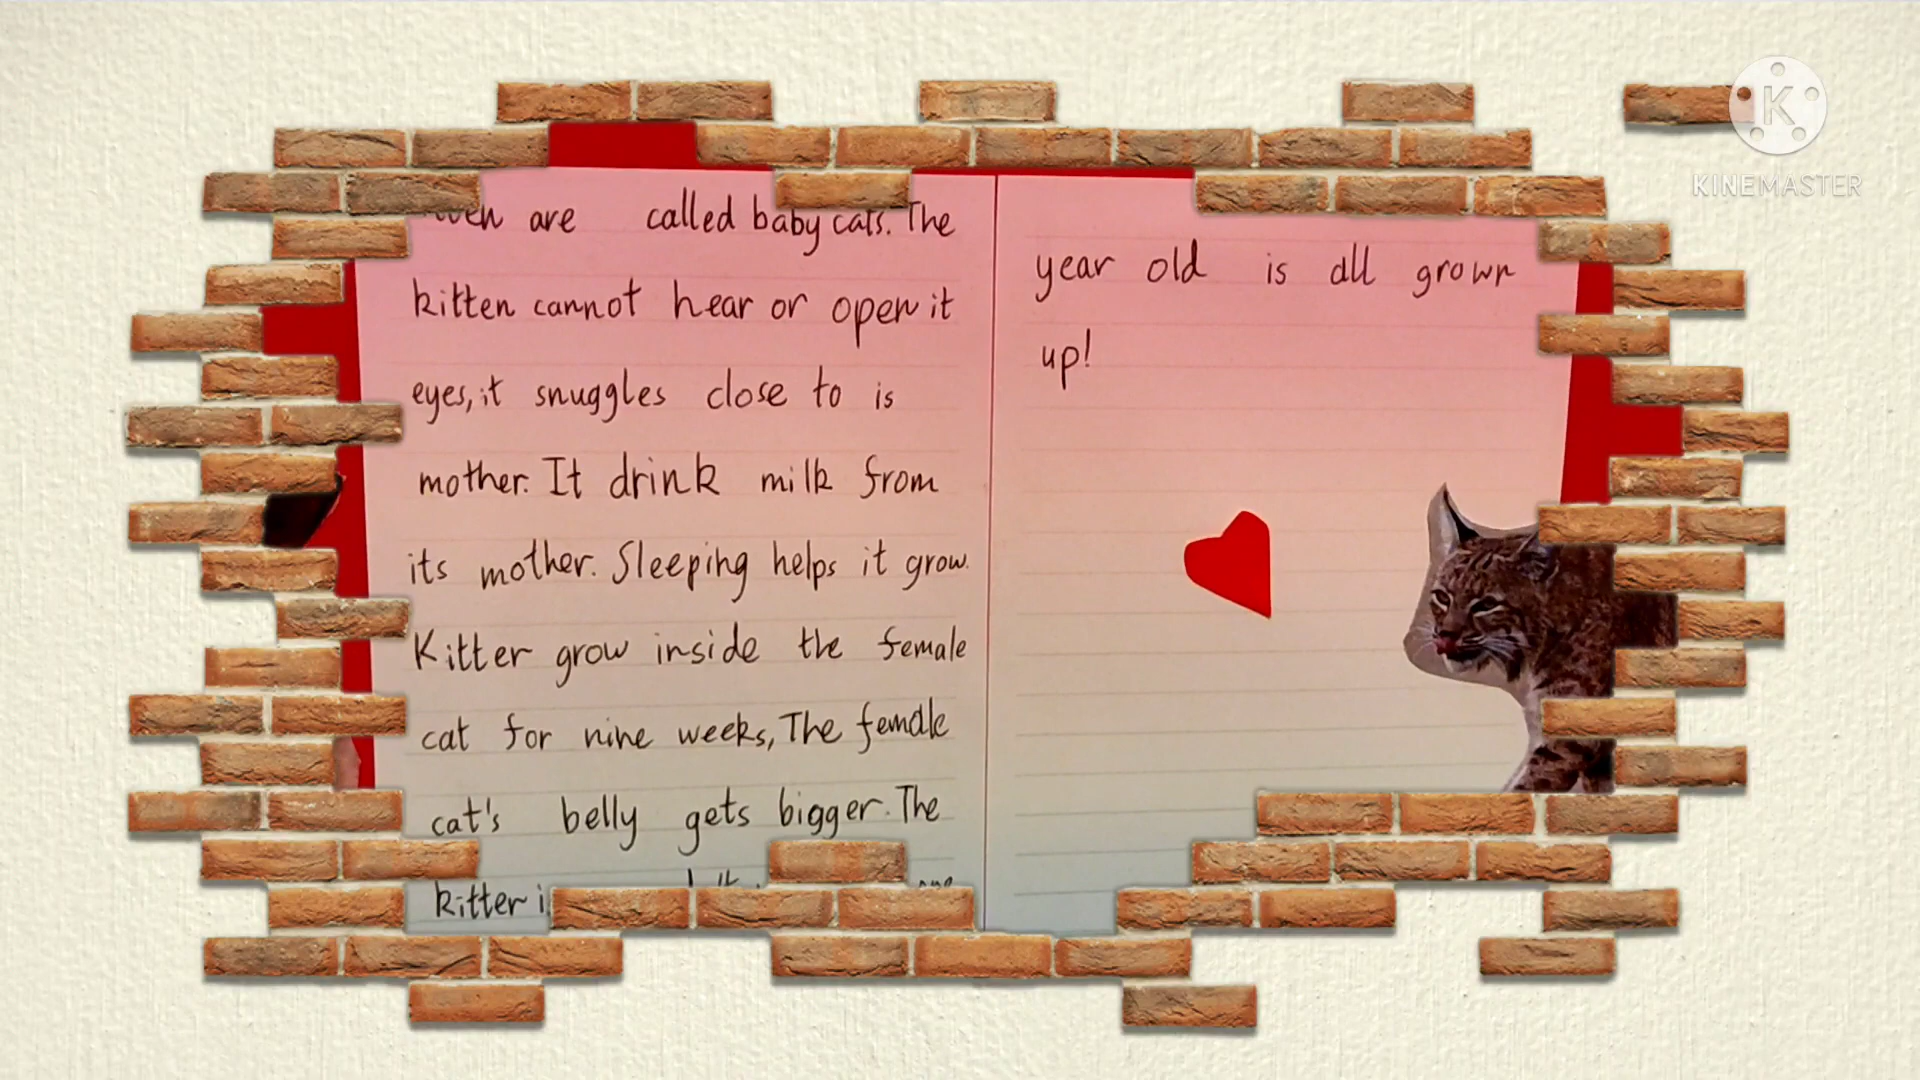 are called baby cats. The
kitten cannot hear or open it
eyes, it snuggles close to is
mother. It drink milk from
its mother. Sleeping helps it grow.
Kitter grow inside the female
cat for nine weeks, The female
cat's belly gets bigger. The
kitter
year old is all grown
up!
KINEMASTER